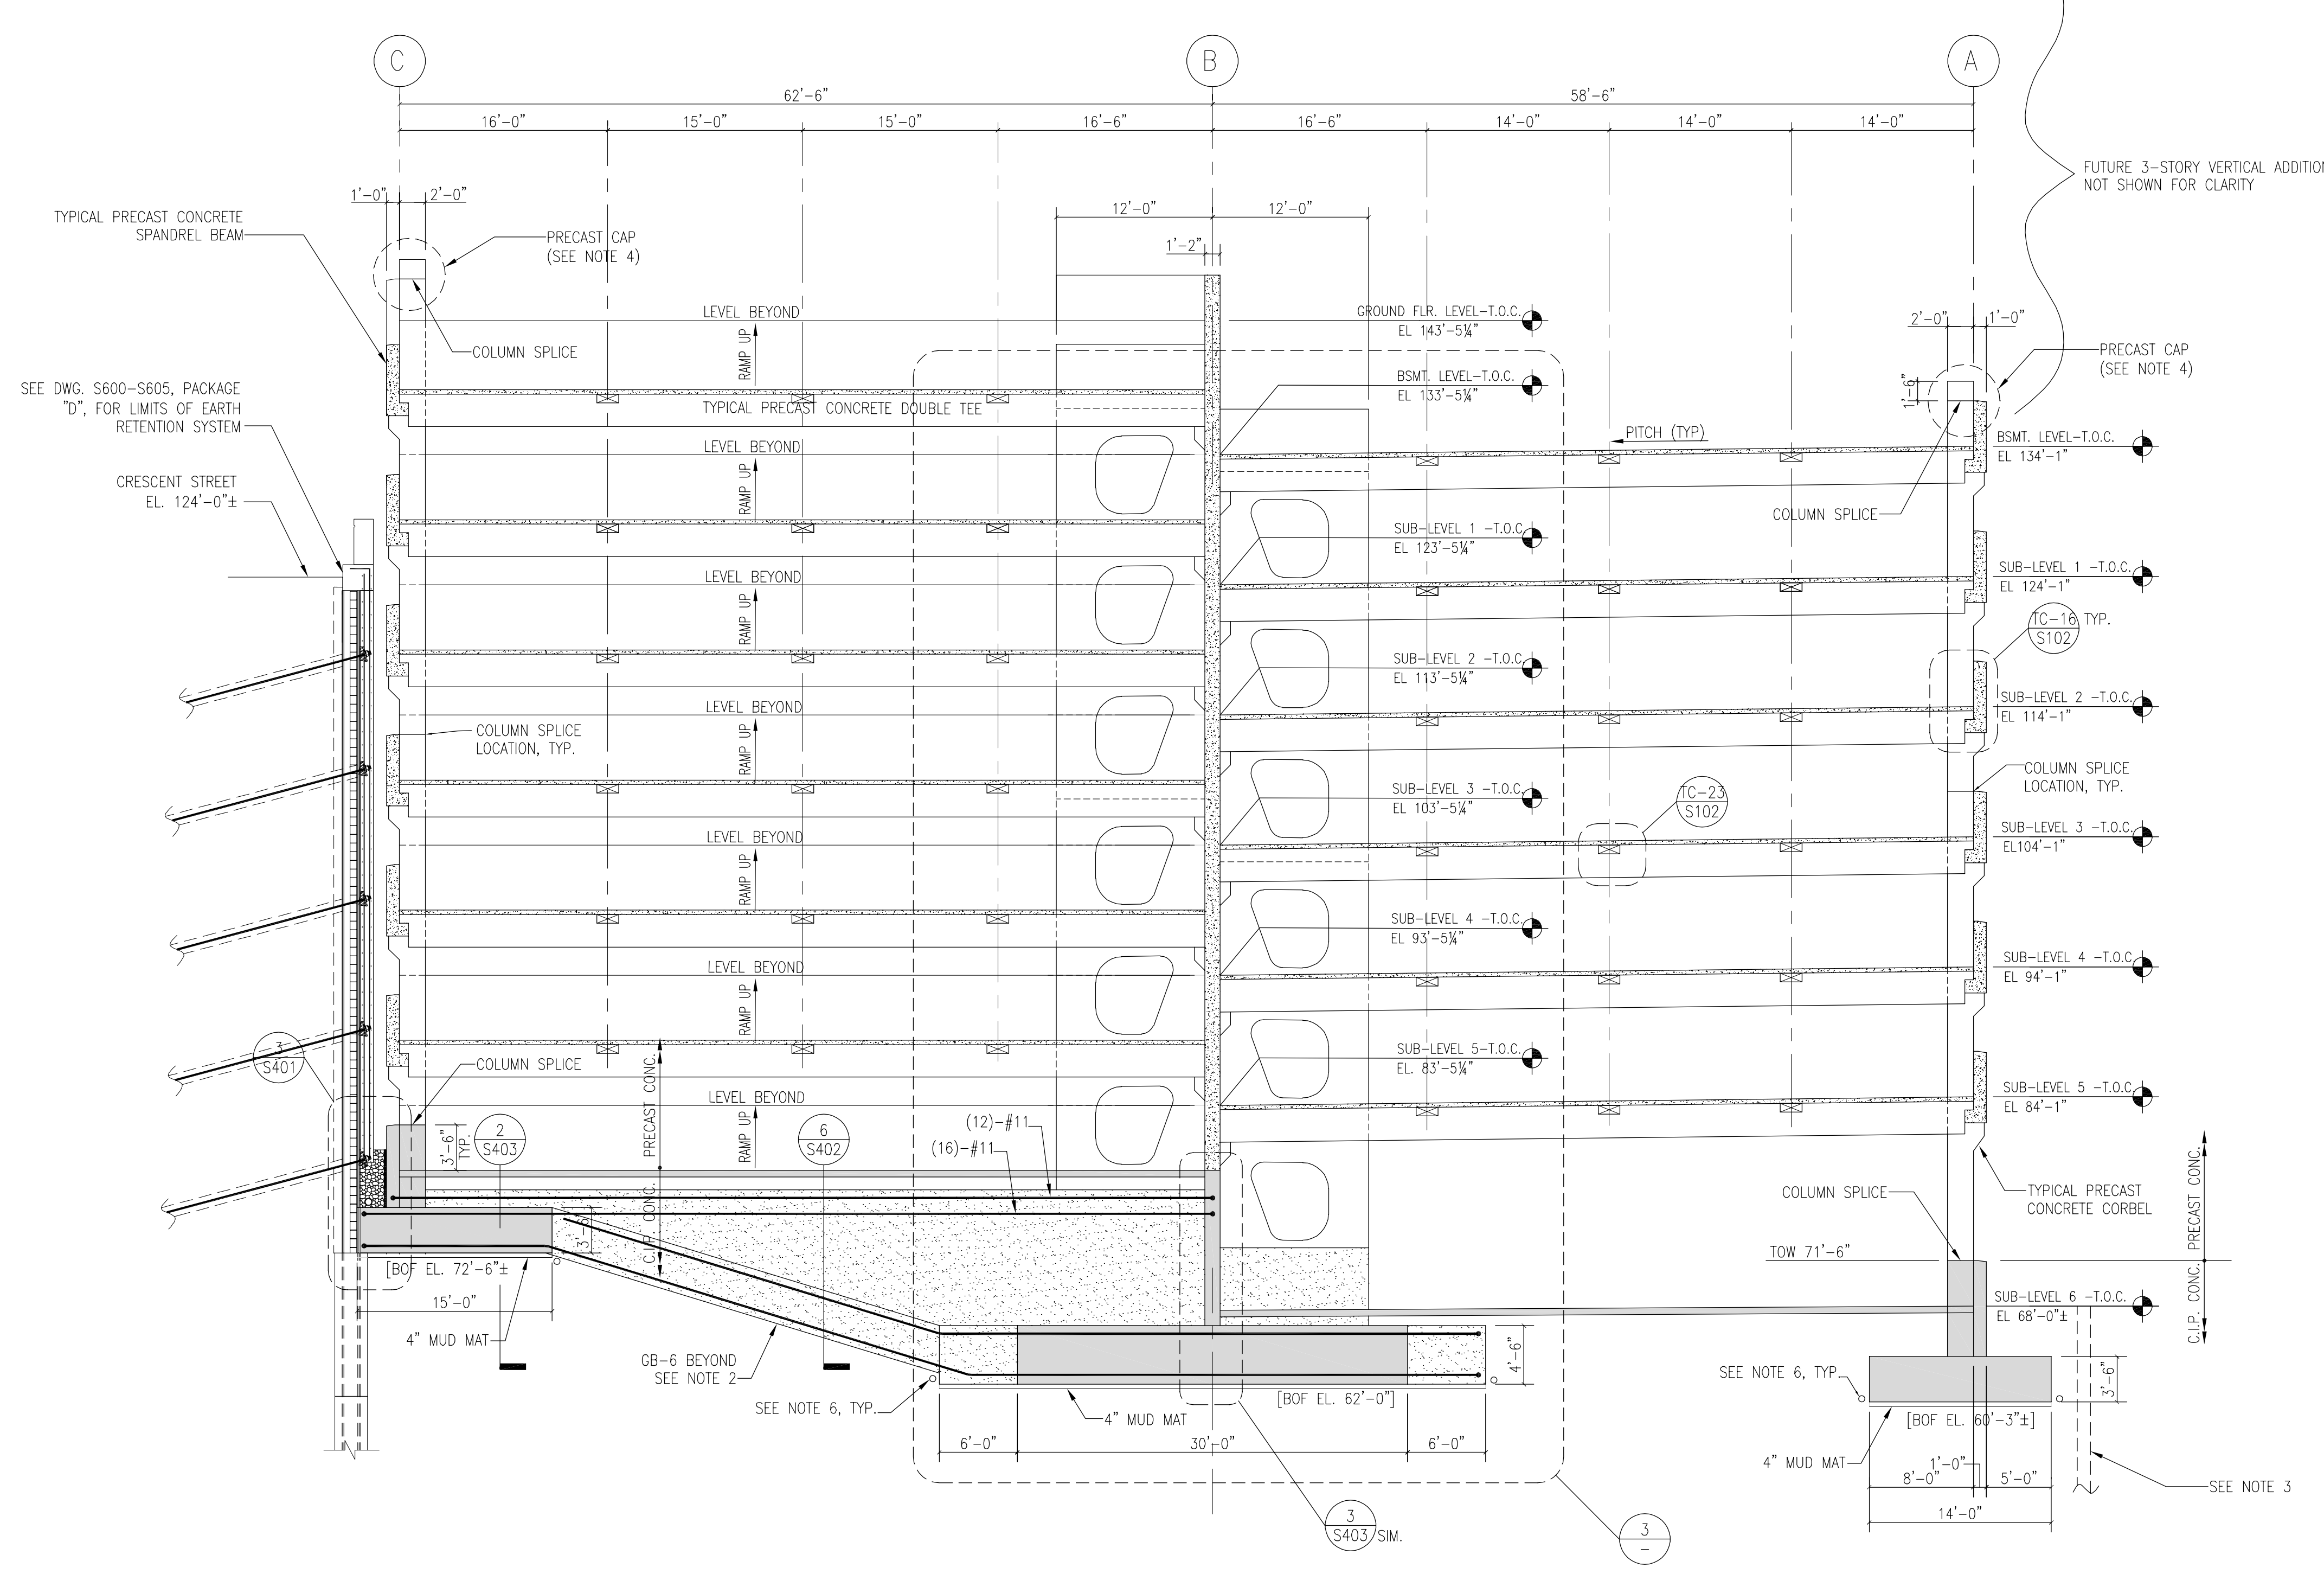 C
B
A
62'-6"
58'-6"
16'-0"
15'-0"
15'-0"
16'-6"
16'-6"
14'-0"
14'-0"
14'-0"
FUTURE 3-STORY VERTICAL ADDITION
NOT SHOWN FOR CLARITY
1'-0"
2'-0"
12'-0"
12'-0"
1'-2"
TYPICAL PRECAST CONCRETE
SPANDREL BEAM
PRECAST CAP
(SEE NOTE 4)
COLUMN SPLICE
SEE DWG. S600-S605, PACKAGE
"D", FOR LIMITS OF EARTH
RETENTION SYSTEM
CRESCENT STREET
EL. 124'-0"±
LEVEL BEYOND
RAMP UP
TYPICAL PRECAST CONCRETE DOUBLE TEE
LEVEL BEYOND
RAMP UP
LEVEL BEYOND
RAMP UP
LEVEL BEYOND
RAMP UP
COLUMN SPLICE
LOCATION, TYP.
LEVEL BEYOND
RAMP UP
LEVEL BEYOND
RAMP UP
LEVEL BEYOND
RAMP UP
GROUND FLR. LEVEL-T.O.C.
EL 143'-5¼"
BSMT. LEVEL-T.O.C.
EL 133'-5¼"
SUB-LEVEL 1 -T.O.C.
EL 123'-5¼"
SUB-LEVEL 2 -T.O.C.
EL 113'-5¼"
SUB-LEVEL 3 -T.O.C.
EL 103'-5¼"
SUB-LEVEL 4 -T.O.C.
EL 93'-5¼"
SUB-LEVEL 5-T.O.C.
EL. 83'-5¼"
PITCH (TYP)
TC-23
S102
2'-0"
1'-0"
1'-6"
PRECAST CAP
(SEE NOTE 4)
COLUMN SPLICE
BSMT. LEVEL-T.O.C.
EL 134'-1"
SUB-LEVEL 1 -T.O.C.
EL 124'-1"
TC-16 TYP.
S102
SUB-LEVEL 2 -T.O.C.
EL 114'-1"
COLUMN SPLICE
LOCATION, TYP.
SUB-LEVEL 3 -T.O.C.
EL104'-1"
SUB-LEVEL 4 -T.O.C.
EL 94'-1"
SUB-LEVEL 5 -T.O.C.
EL 84'-1"
PRECAST CONC.
C.I.P. CONC.
TYPICAL PRECAST
CONCRETE CORBEL
COLUMN SPLICE
TOW 71'-6"
SUB-LEVEL 6 -T.O.C.
EL 68'-0"±
3
S401
COLUMN SPLICE
3'-6"
TYP.
2
S403
PRECAST CONC.
C.I.P. CONC.
6
S402
(12)-#11
(16)-#11
3'-6"
[BOF EL. 72'-6"±
15'-0"
4" MUD MAT
GB-6 BEYOND
SEE NOTE 2
SEE NOTE 6, TYP.
4" MUD MAT
[BOF EL. 62'-0"]
4'-6"
6'-0"
30'-0"
6'-0"
3
S403 SIM.
3
-
SEE NOTE 6, TYP.
3'-6"
[BOF EL. 60'-3"±]
4" MUD MAT
1'-0"
8'-0"
5'-0"
14'-0"
SEE NOTE 3